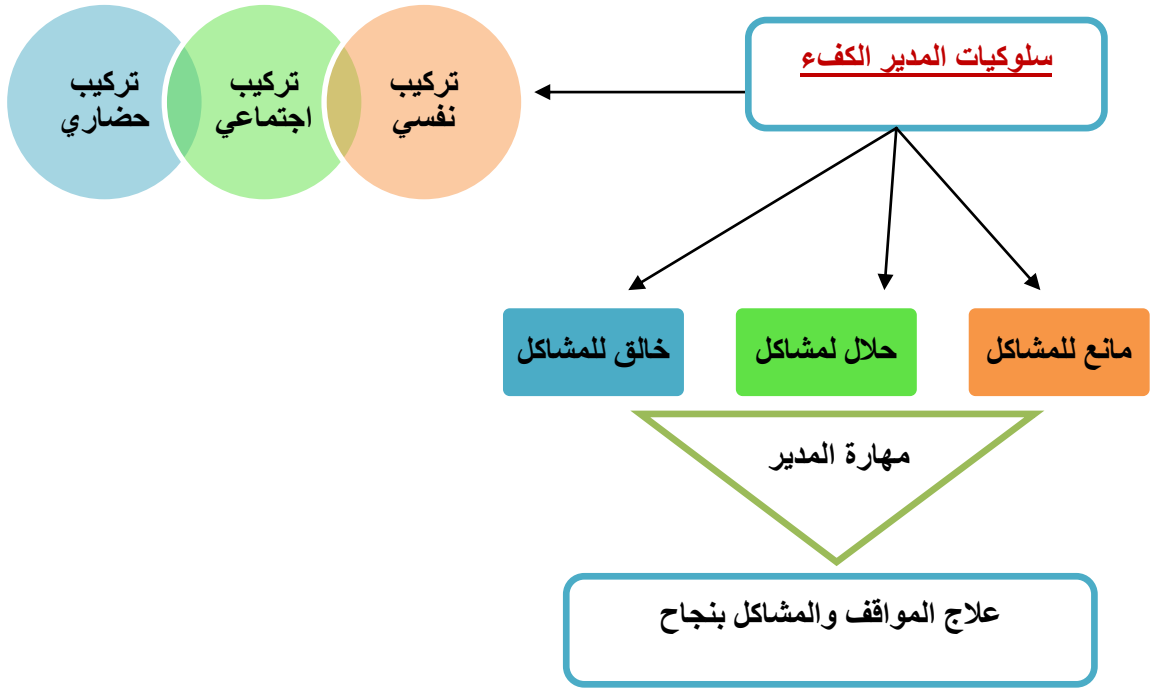 سلوكيات المدير الكفء
تركيب
نفسي
تركيب
اجتماعي
تركيب
حضاري
مانع للمشاكل
حلال لمشاكل
خالق للمشاكل
مهارة المدير
علاج المواقف والمشاكل بنجاح